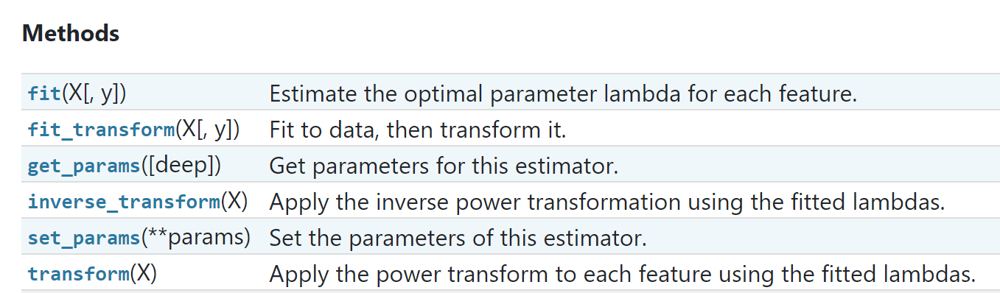 Methods
fit(X[, y]) Estimate the optimal parameter lambda for each feature.
fit_transform(X[, y]) Fit to data, then transform it.
get_params([deep]) Get parameters for this estimator.
inverse_transform(X) Apply the inverse power transformation using the fitted lambdas.
set_params(**params) Set the parameters of this estimator.
transform(X) Apply the power transform to each feature using the fitted lambdas.